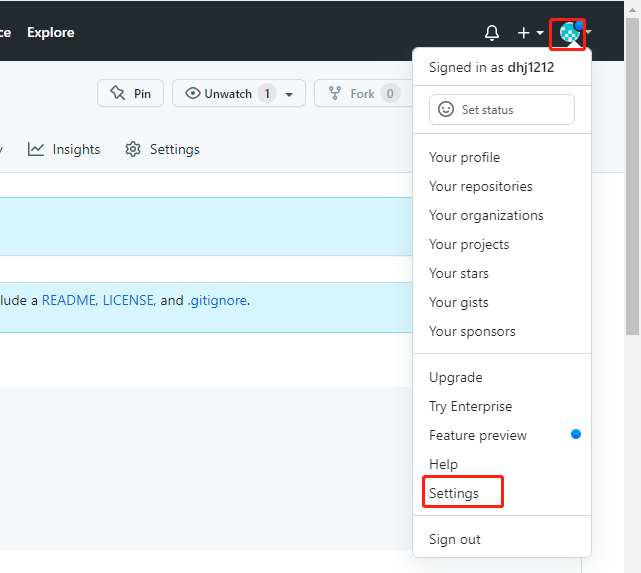 Explore
Signed in as dhj1212
Pin
Unwatch 1
Fork 0
Set status
Insights
Settings
Your profile
Your repositories
Your organizations
Your projects
Your stars
Your gists
README, LICENSE, and .gitignore.
Your sponsors
Upgrade
Try Enterprise
Feature preview
Help
Settings
Sign out